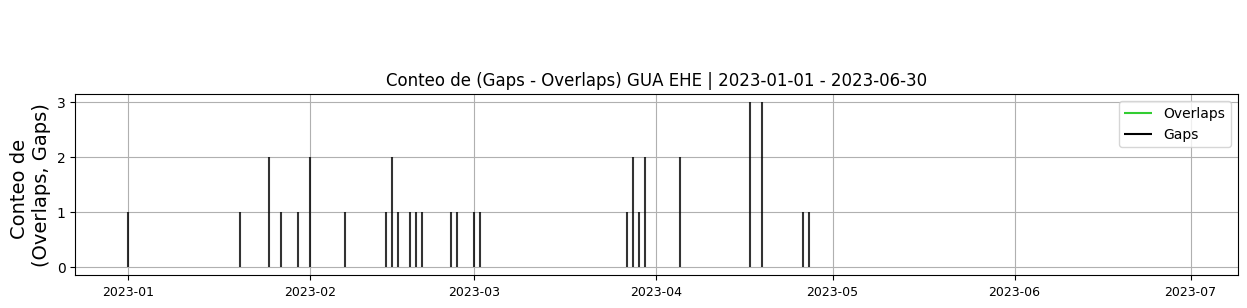 Conteo de (Gaps - Overlaps) GUA EHE | 2023-01-01 - 2023-06-30
Conteo de
(Overlaps, Gaps)
3
2
1
0
Overlaps
Gaps
2023-01
2023-02
2023-03
2023-04
2023-05
2023-06
2023-07